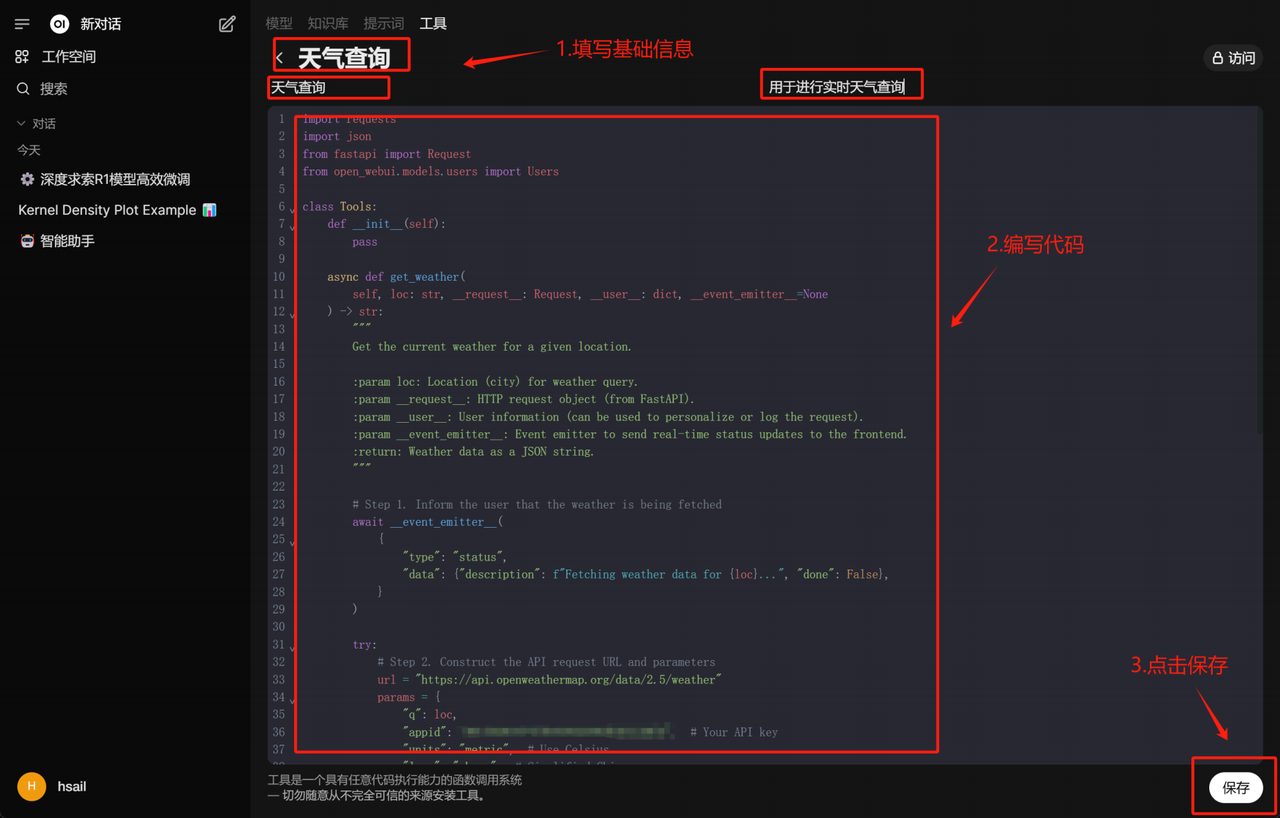 新对话
工作空间
搜索
对话
今天
深度求索R1模型高效微调
Kernel Density Plot Example
智能助手
H
hsail
模型 知识库 提示词 工具
天气查询
1.填写基础信息
访问
天气查询
用于进行实时天气查询
1 import requests
2 import json
3 from fastapi import Request
4 from open_webui.models.users import Users
5
6 class Tools:
7 def __init__(self):
8 pass
9
10 async def get_weather(
11 self, loc: str, __request__: Request, __user__: dict, __event_emitter__=None
12 ) -> str:
13 """
14 Get the current weather for a given location.
15
16 :param loc: Location (city) for weather query.
17 :param __request__: HTTP request object (from FastAPI).
18 :param __user__: User information (can be used to personalize or log the request).
19 :param __event_emitter__: Event emitter to send real-time status updates to the frontend.
20 :return: Weather data as a JSON string.
21 """
22
23 # Step 1. Inform the user that the weather is being fetched
24 await __event_emitter__(
25 {
26 "type": "status",
27 "data": {"description": f"Fetching weather data for {loc}...", "done": False},
28 }
29 )
30
31 try:
32 # Step 2. Construct the API request URL and parameters
33 url = "https://api.openweathermap.org/data/2.5/weather"
34 params = {
35 "q": loc,
36 "appid": # Your API key
37 "units": "metric", # Use Celsius
2.编写代码
3.点击保存
工具是一个具有任意代码执行能力的函数调用系统
— 切勿随意从不完全可信的来源安装工具。
保存